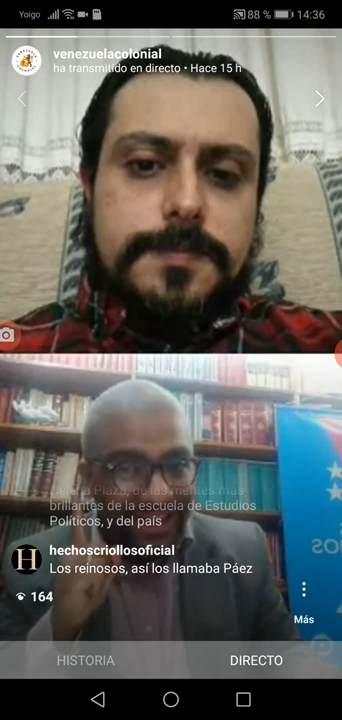 Yoigo
88 %
14:36
venezuelacolonial
ha transmitido en directo • Hace 15 h
Plaza, de las mentes más
brillantes de la escuela de Estudios
Políticos, y del país
hechoscriollosoficial
H
Los reinosos, así los llamaba Páez
164
Más
HISTORIA
DIRECTO